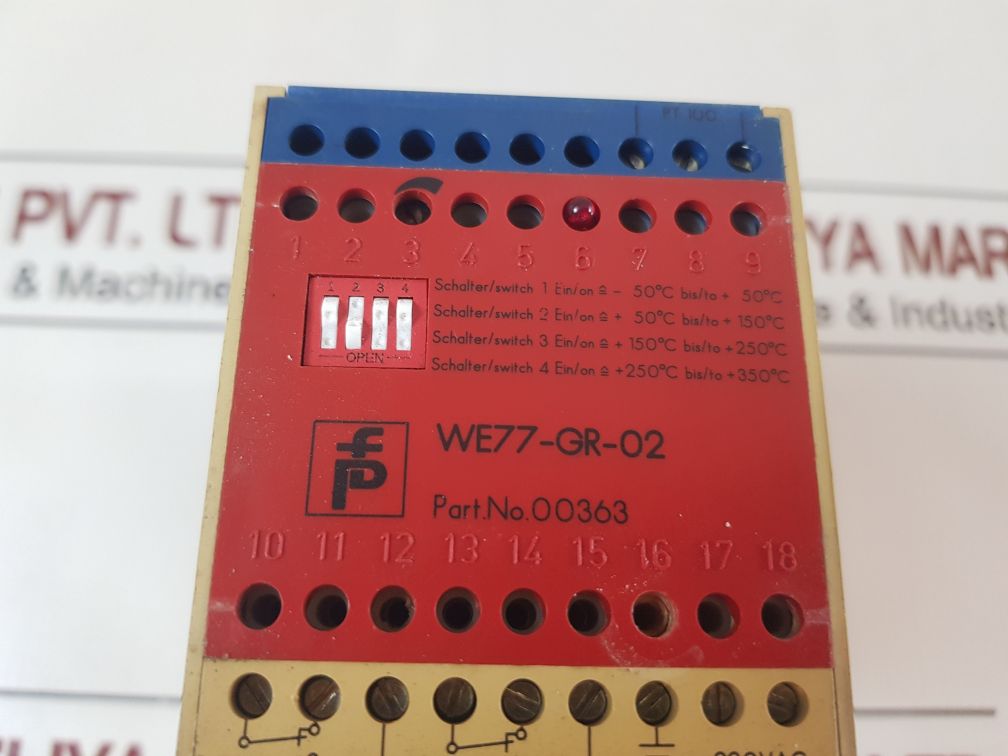 PT 100
PVT. LT
YA MAR
& Machine
& Indust
1 2 3 4 5 6 7 8 9
1 2 3 4
OPEN
Schalter/switch 1 Ein/on ≙ - 50°C bis/to + 50°C
Schalter/switch 2 Ein/on ≙ + 50°C bis/to + 150°C
Schalter/switch 3 Ein/on ≙ + 150°C bis/to +250°C
Schalter/switch 4 Ein/on ≙ +250°C bis/to +350°C
WE77-GR-02
Part.No.00363
10 11 12 13 14 15 16 17 18